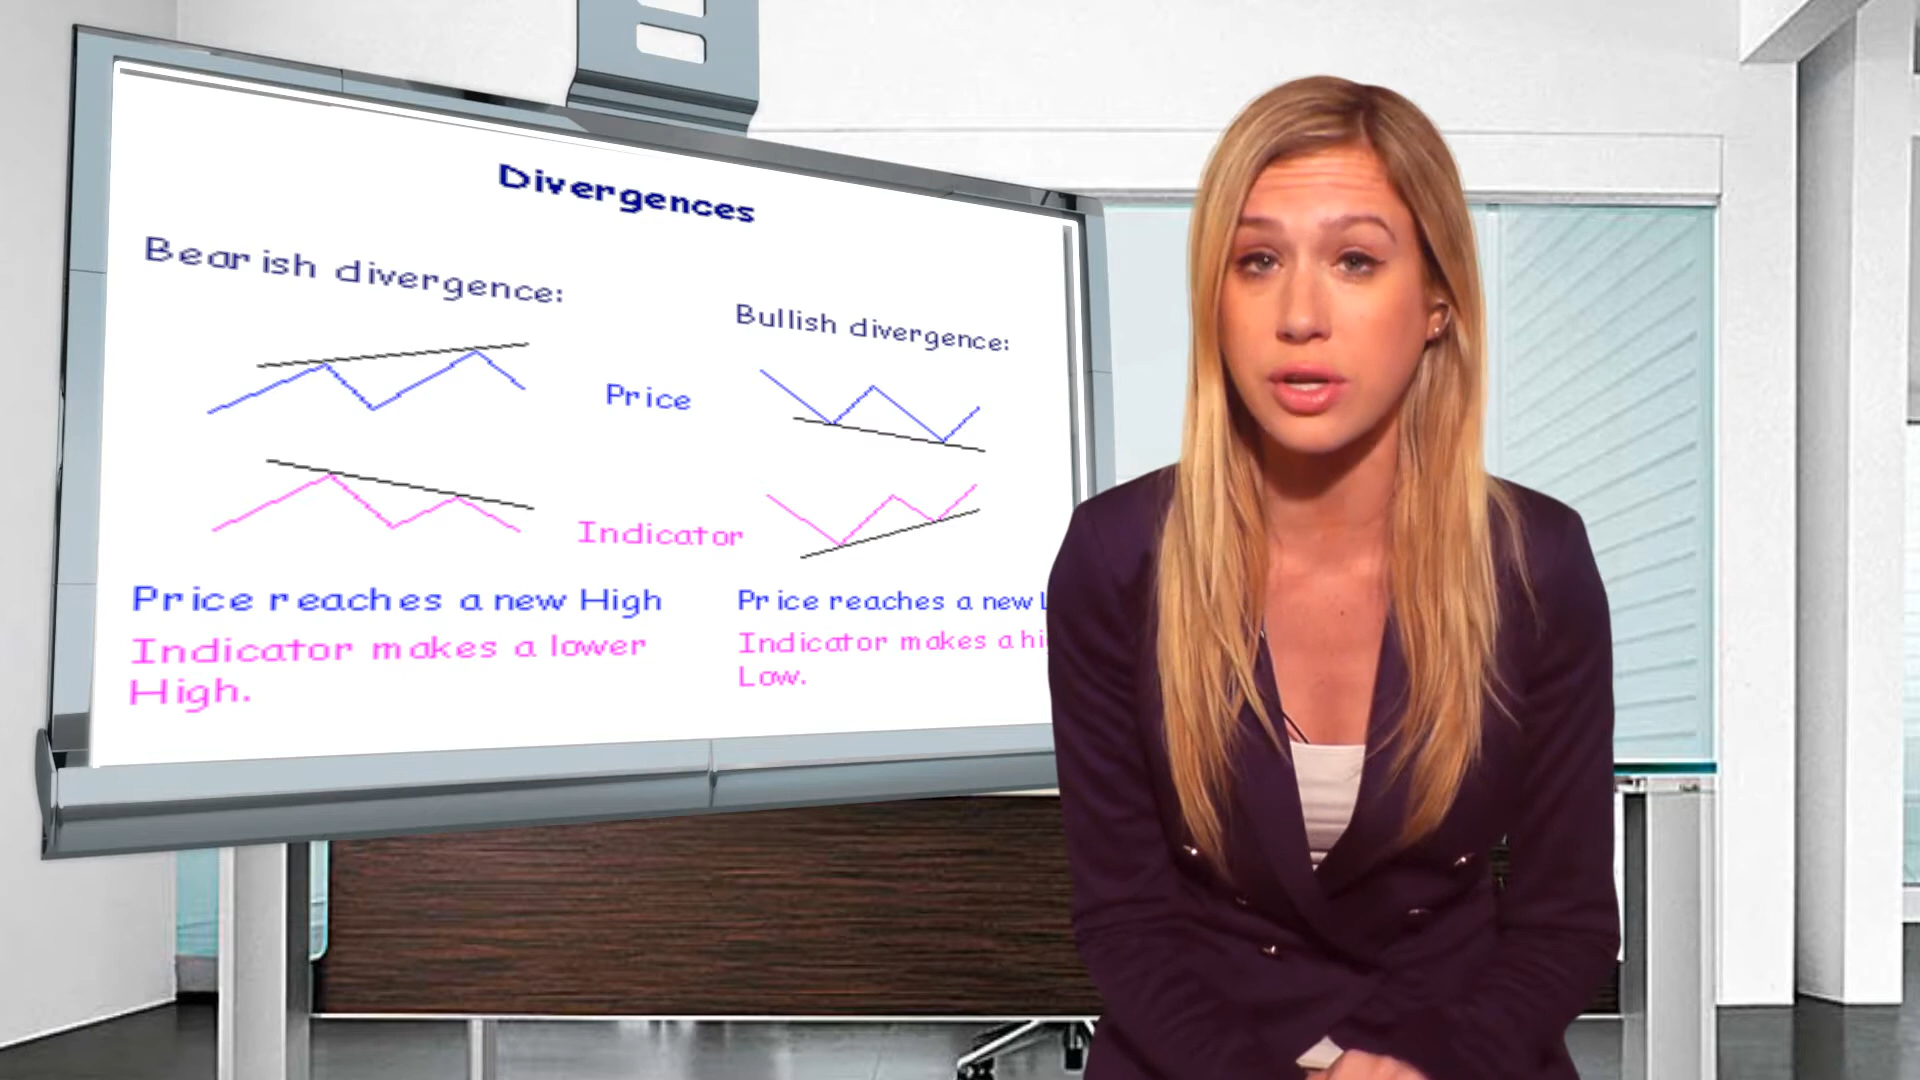 Divergences
Bearish divergence:
Bullish divergence:
Price
Indicator
Price reaches a new High
Indicator makes a lower
High.
Price reaches a new
Indicator makes a
Low.